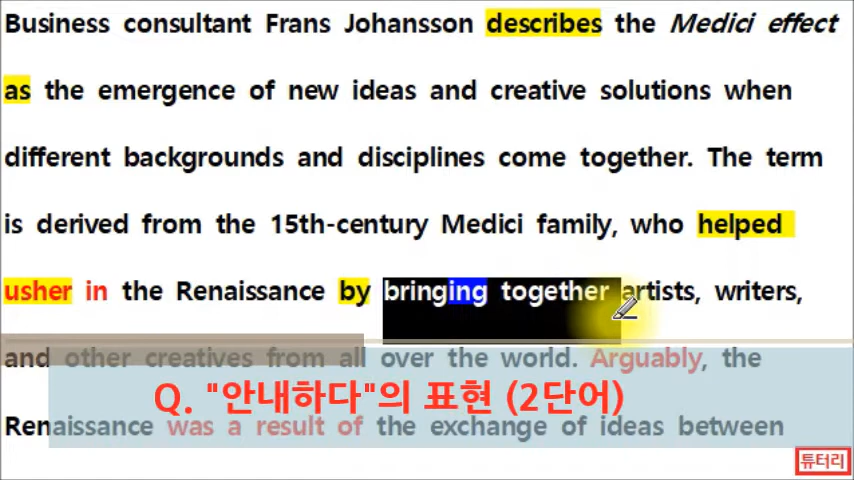 Business consultant Frans Johansson describes the Medici effect
as the emergence of new ideas and creative solutions when
different backgrounds and disciplines come together. The term
is derived from the 15th-century Medici family, who helped
usher in the Renaissance by bringing together artists, writers,
and other creatives from all over the world. Arguably, the
Q. "안내하다"의 표현 (2단어)
Renaissance was a result of the exchange of ideas between
튜터리